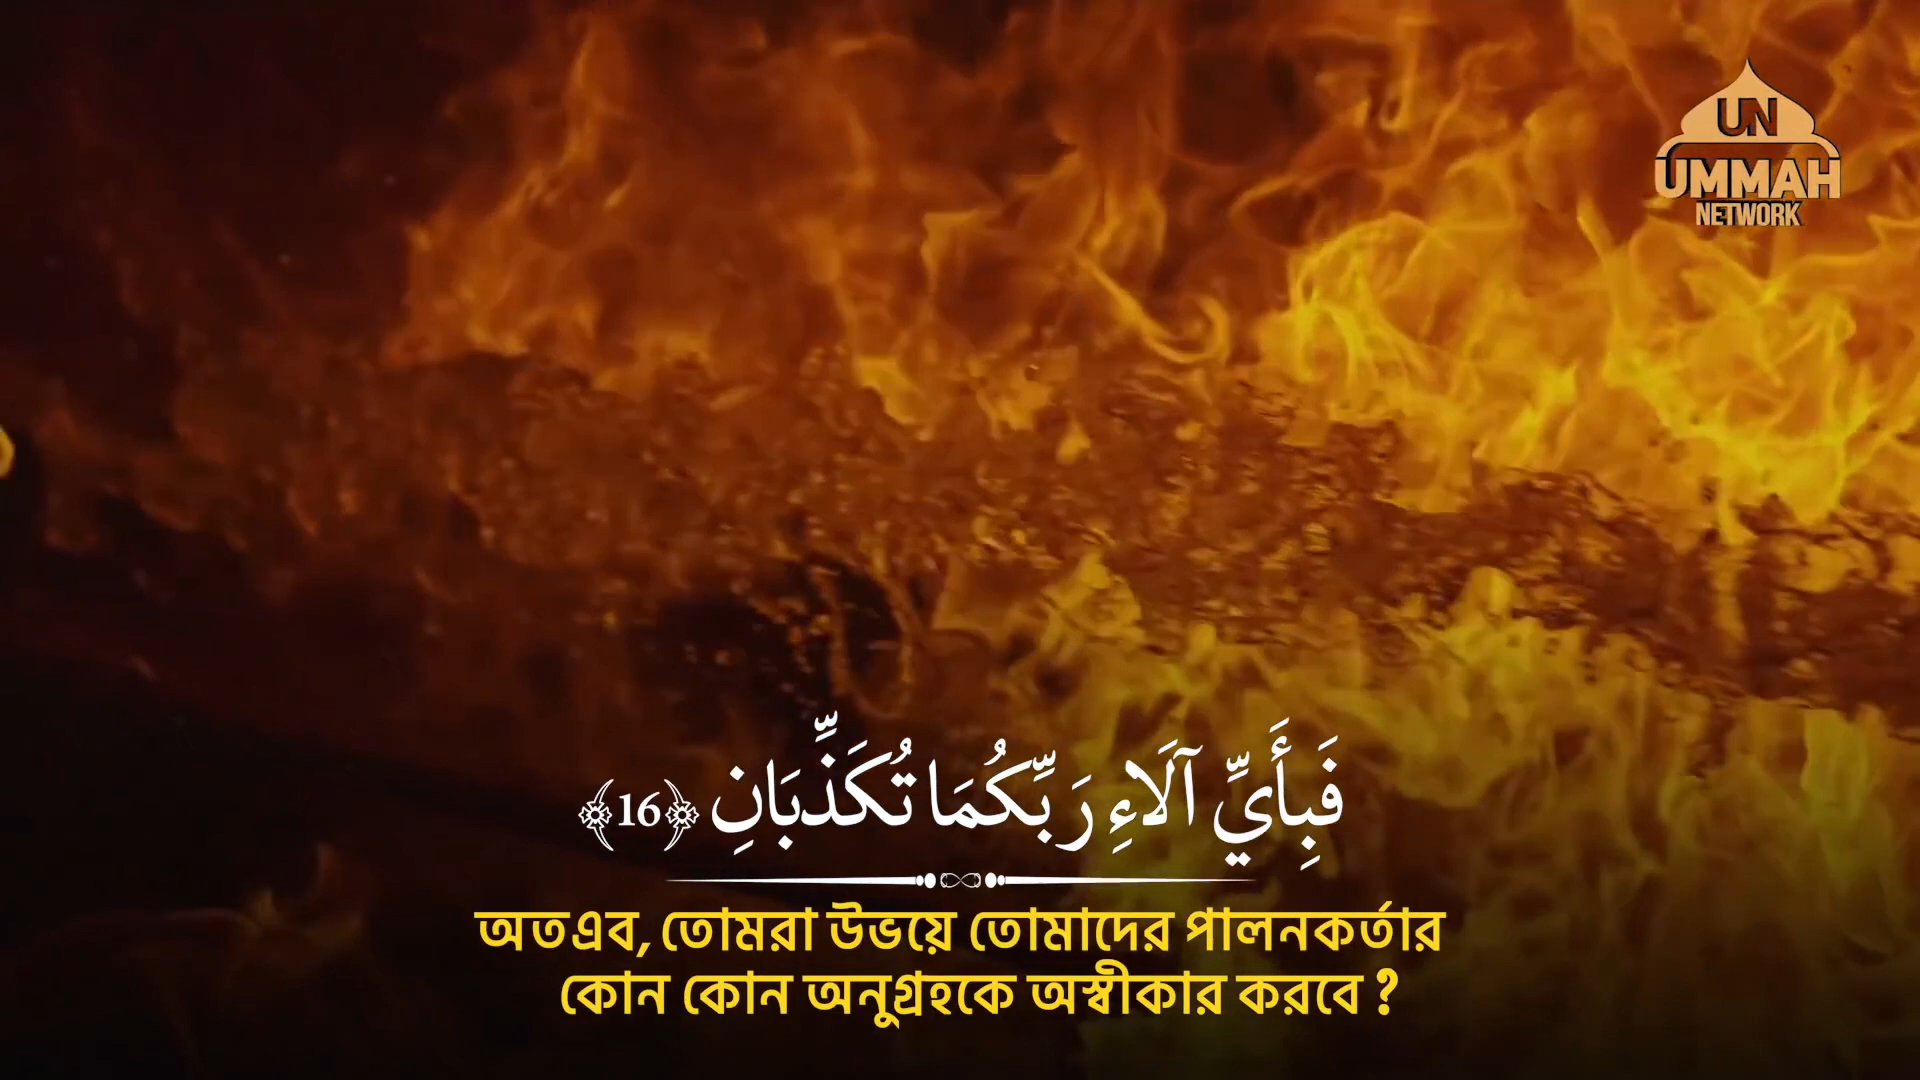 UN
UMMAH
NETWORK
فَبِأَيِّ آلَاءِ رَبِّكُمَا تُكَذِّبَانِ ﴿16﴾
অতএব, তোমরা উভয়ে তোমাদের পালনকর্তার
কোন কোন অনুগ্রহকে অস্বীকার করবে ?